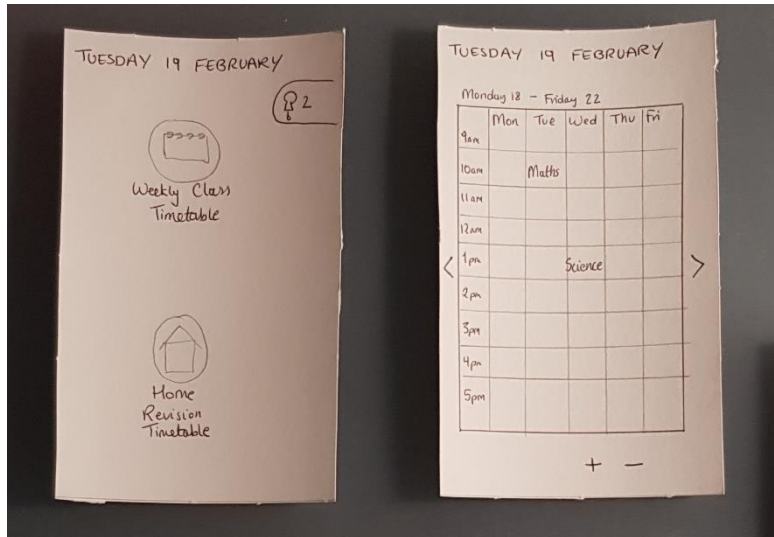 TUESDAY 19 FEBRUARY
2
Weekly Class
Timetable
Home
Revision
Timetable
TUESDAY 19 FEBRUARY
Monday 18 - Friday 22
Mon Tue Wed Thu Fri
9am
10am Maths
11am
12am
< 1pm Science >
2pm
3pm
4pm
5pm
+ -